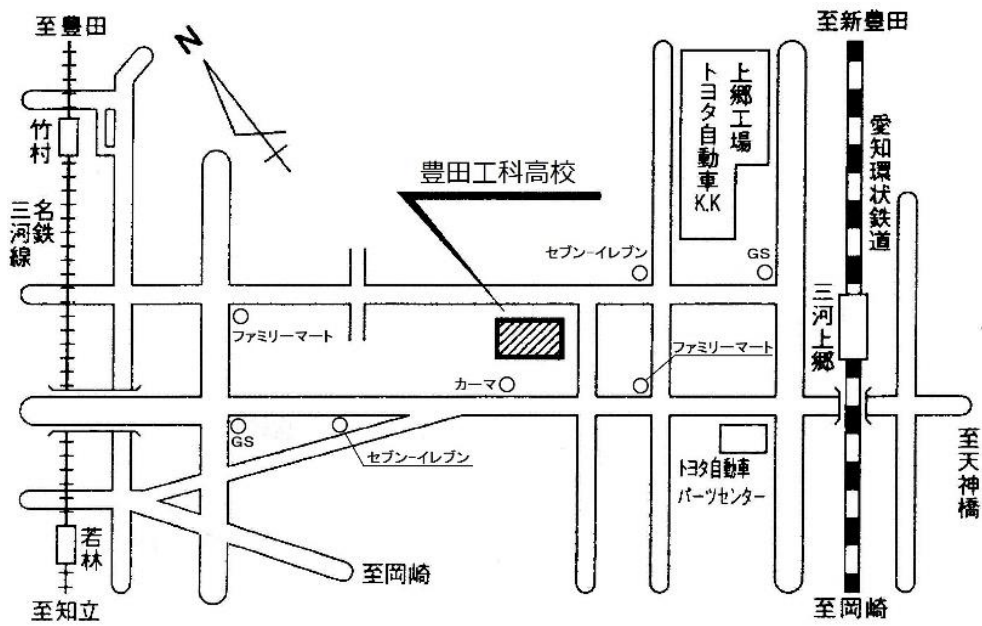 至豊田
至新豊田
N
上郷工場
トヨタ自動車K.K
竹村
愛知環状鉄道
豊田工科高校
名鉄
三河線
セブン-イレブン
GS
三河上郷
ファミリーマート
ファミリーマート
カーマ
GS
セブン-イレブン
トヨタ自動車
パーツセンター
至天神橋
若林
至岡崎
至知立
至岡崎